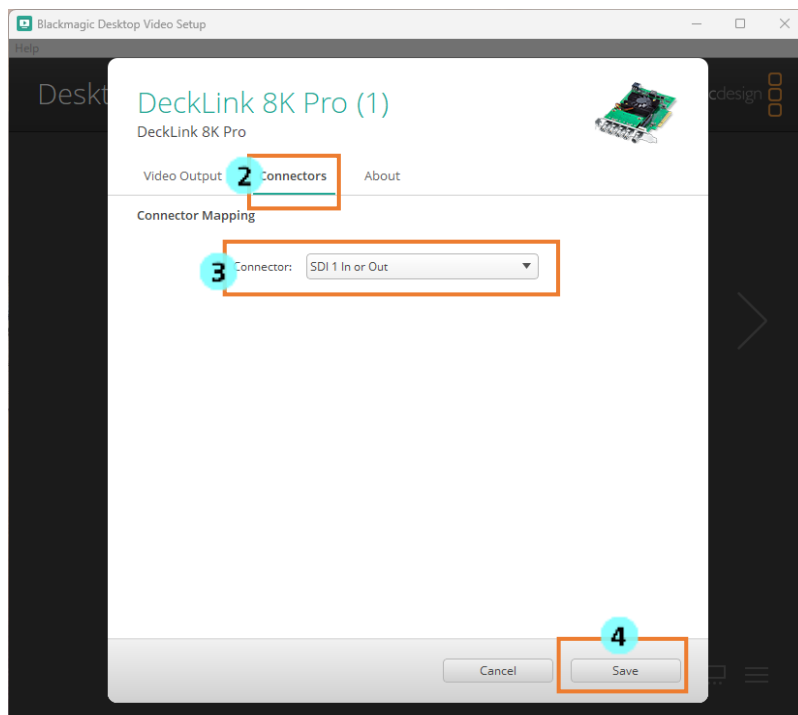 Blackmagic Desktop Video Setup
Help
Deskt
cdesign
DeckLink 8K Pro (1)
DeckLink 8K Pro
Video Output 2 Connectors About
Connector Mapping
3 Connector: SDI 1 In or Out
4
Cancel Save